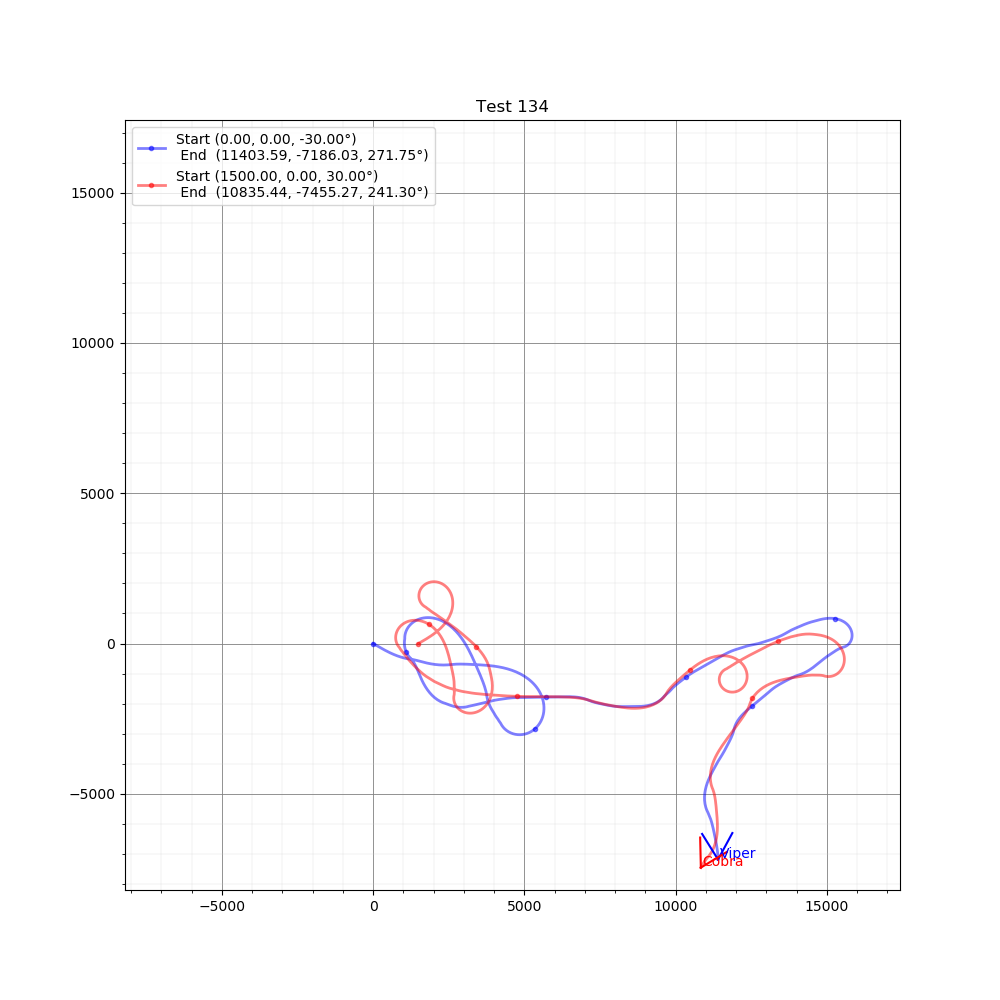 Test 134
Start (0.00, 0.00, -30.00°)
End (11403.59, -7186.03, 271.75°)
Start (1500.00, 0.00, 30.00°)
End (10835.44, -7455.27, 241.30°)
15000
10000
5000
0
−5000
Viper
Cobra
−5000
0
5000
10000
15000